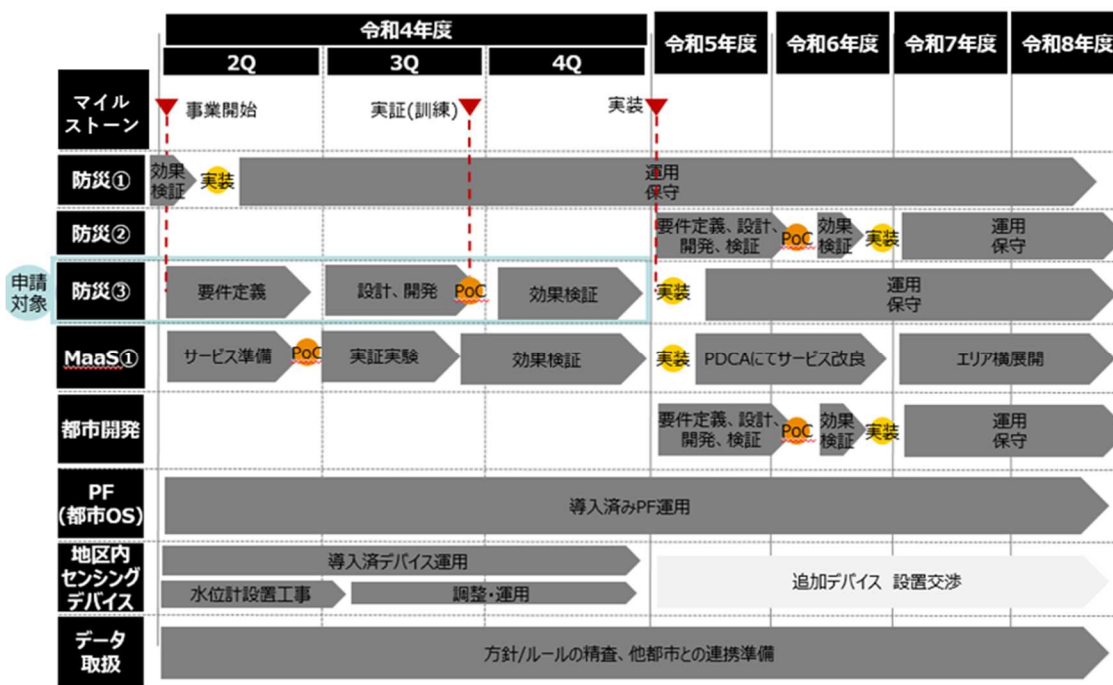 令和4年度
令和5年度
令和6年度
令和7年度
令和8年度
2Q
3Q
4Q
マイル
ストーン
事業開始
実証(訓練)
実装
防災①
効果
検証
実装
運用
保守
防災②
要件定義、設計、
開発、検証
PoC
効果
検証
実装
運用
保守
申請
対象
防災③
要件定義
設計、開発
PoC
効果検証
実装
運用
保守
MaaS①
サービス準備
PoC
実証実験
効果検証
実装
PDCAにてサービス改良
エリア横展開
都市開発
要件定義、設計、
開発、検証
PoC
効果
検証
実装
運用
保守
PF
(都市OS)
導入済みPF運用
地区内
センシング
デバイス
導入済デバイス運用
水位計設置工事
調整・運用
追加デバイス 設置交渉
データ
取扱
方針/ルールの精査、他都市との連携準備